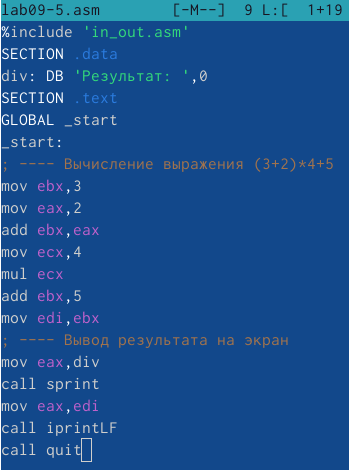 lab09-5.asm [-M--] 9 L:[ 1+19
%include 'in_out.asm'
SECTION .data
div: DB 'Результат: ',0
SECTION .text
GLOBAL _start
_start:
; ---- Вычисление выражения (3+2)*4+5
mov ebx,3
mov eax,2
add ebx,eax
mov ecx,4
mul ecx
add ebx,5
mov edi,ebx
; ---- Вывод результата на экран
mov eax,div
call sprint
mov eax,edi
call iprintLF
call quit